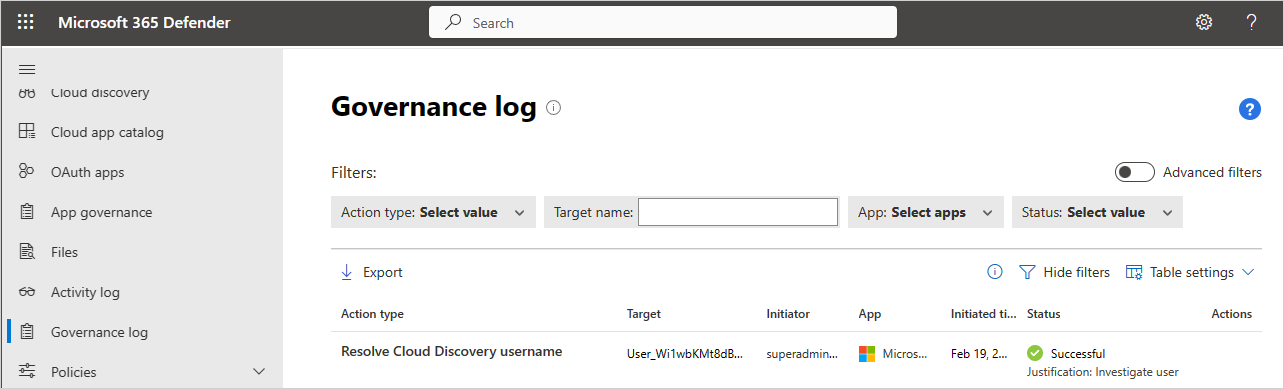 Microsoft 365 Defender
Search
?
Cloud discovery
Cloud app catalog
OAuth apps
App governance
Files
Activity log
Governance log
Policies
Governance log
?
Filters:
Advanced filters
Action type: Select value
Target name:
App: Select apps
Status: Select value
Export
Hide filters
Table settings
Action type Target Initiator App Initiated ti... Status Actions
Resolve Cloud Discovery username User_Wi1wbKMt8dB... superadmin... Micros... Feb 19, 2... Successful
Justification: Investigate user